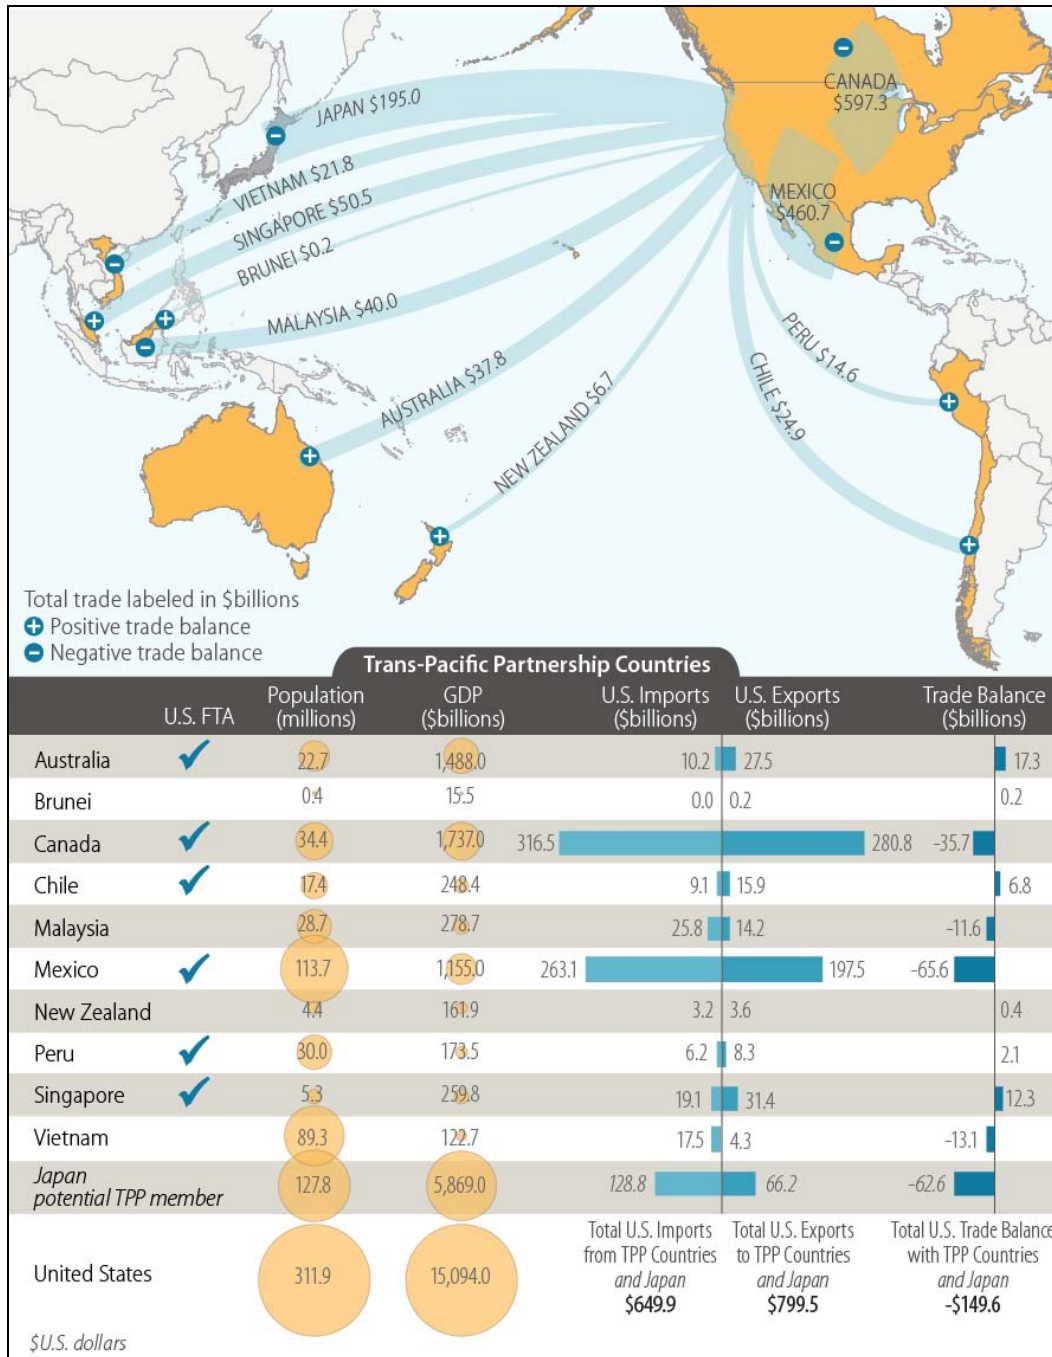 JAPAN $195.0
CANADA
$597.3
VIETNAM $21.8
SINGAPORE $50.5
BRUNEI $0.2
MEXICO
$460.7
MALAYSIA $40.0
AUSTRALIA $37.8
NEW ZEALAND $6.7
PERU $14.6
CHILE $24.9
Total trade labeled in $billions
+ Positive trade balance
− Negative trade balance
Trans-Pacific Partnership Countries
U.S. FTA Population (millions) GDP ($billions) U.S. Imports ($billions) U.S. Exports ($billions) Trade Balance ($billions)
Australia ✓ 22.7 1,488.0 10.2 27.5 17.3
Brunei 0.4 15.5 0.0 0.2 0.2
Canada ✓ 34.4 1,737.0 316.5 280.8 -35.7
Chile ✓ 17.4 248.4 9.1 15.9 6.8
Malaysia 28.7 278.7 25.8 14.2 -11.6
Mexico ✓ 113.7 1,155.0 263.1 197.5 -65.6
New Zealand 4.4 161.9 3.2 3.6 0.4
Peru ✓ 30.0 173.5 6.2 8.3 2.1
Singapore ✓ 5.3 259.8 19.1 31.4 12.3
Vietnam 89.3 122.7 17.5 4.3 -13.1
Japan
potential TPP member 127.8 5,869.0 128.8 66.2 -62.6
United States 311.9 15,094.0
Total U.S. Imports
from TPP Countries
and Japan
$649.9
Total U.S. Exports
to TPP Countries
and Japan
$799.5
Total U.S. Trade Balance
with TPP Countries
and Japan
-$149.6
$U.S. dollars